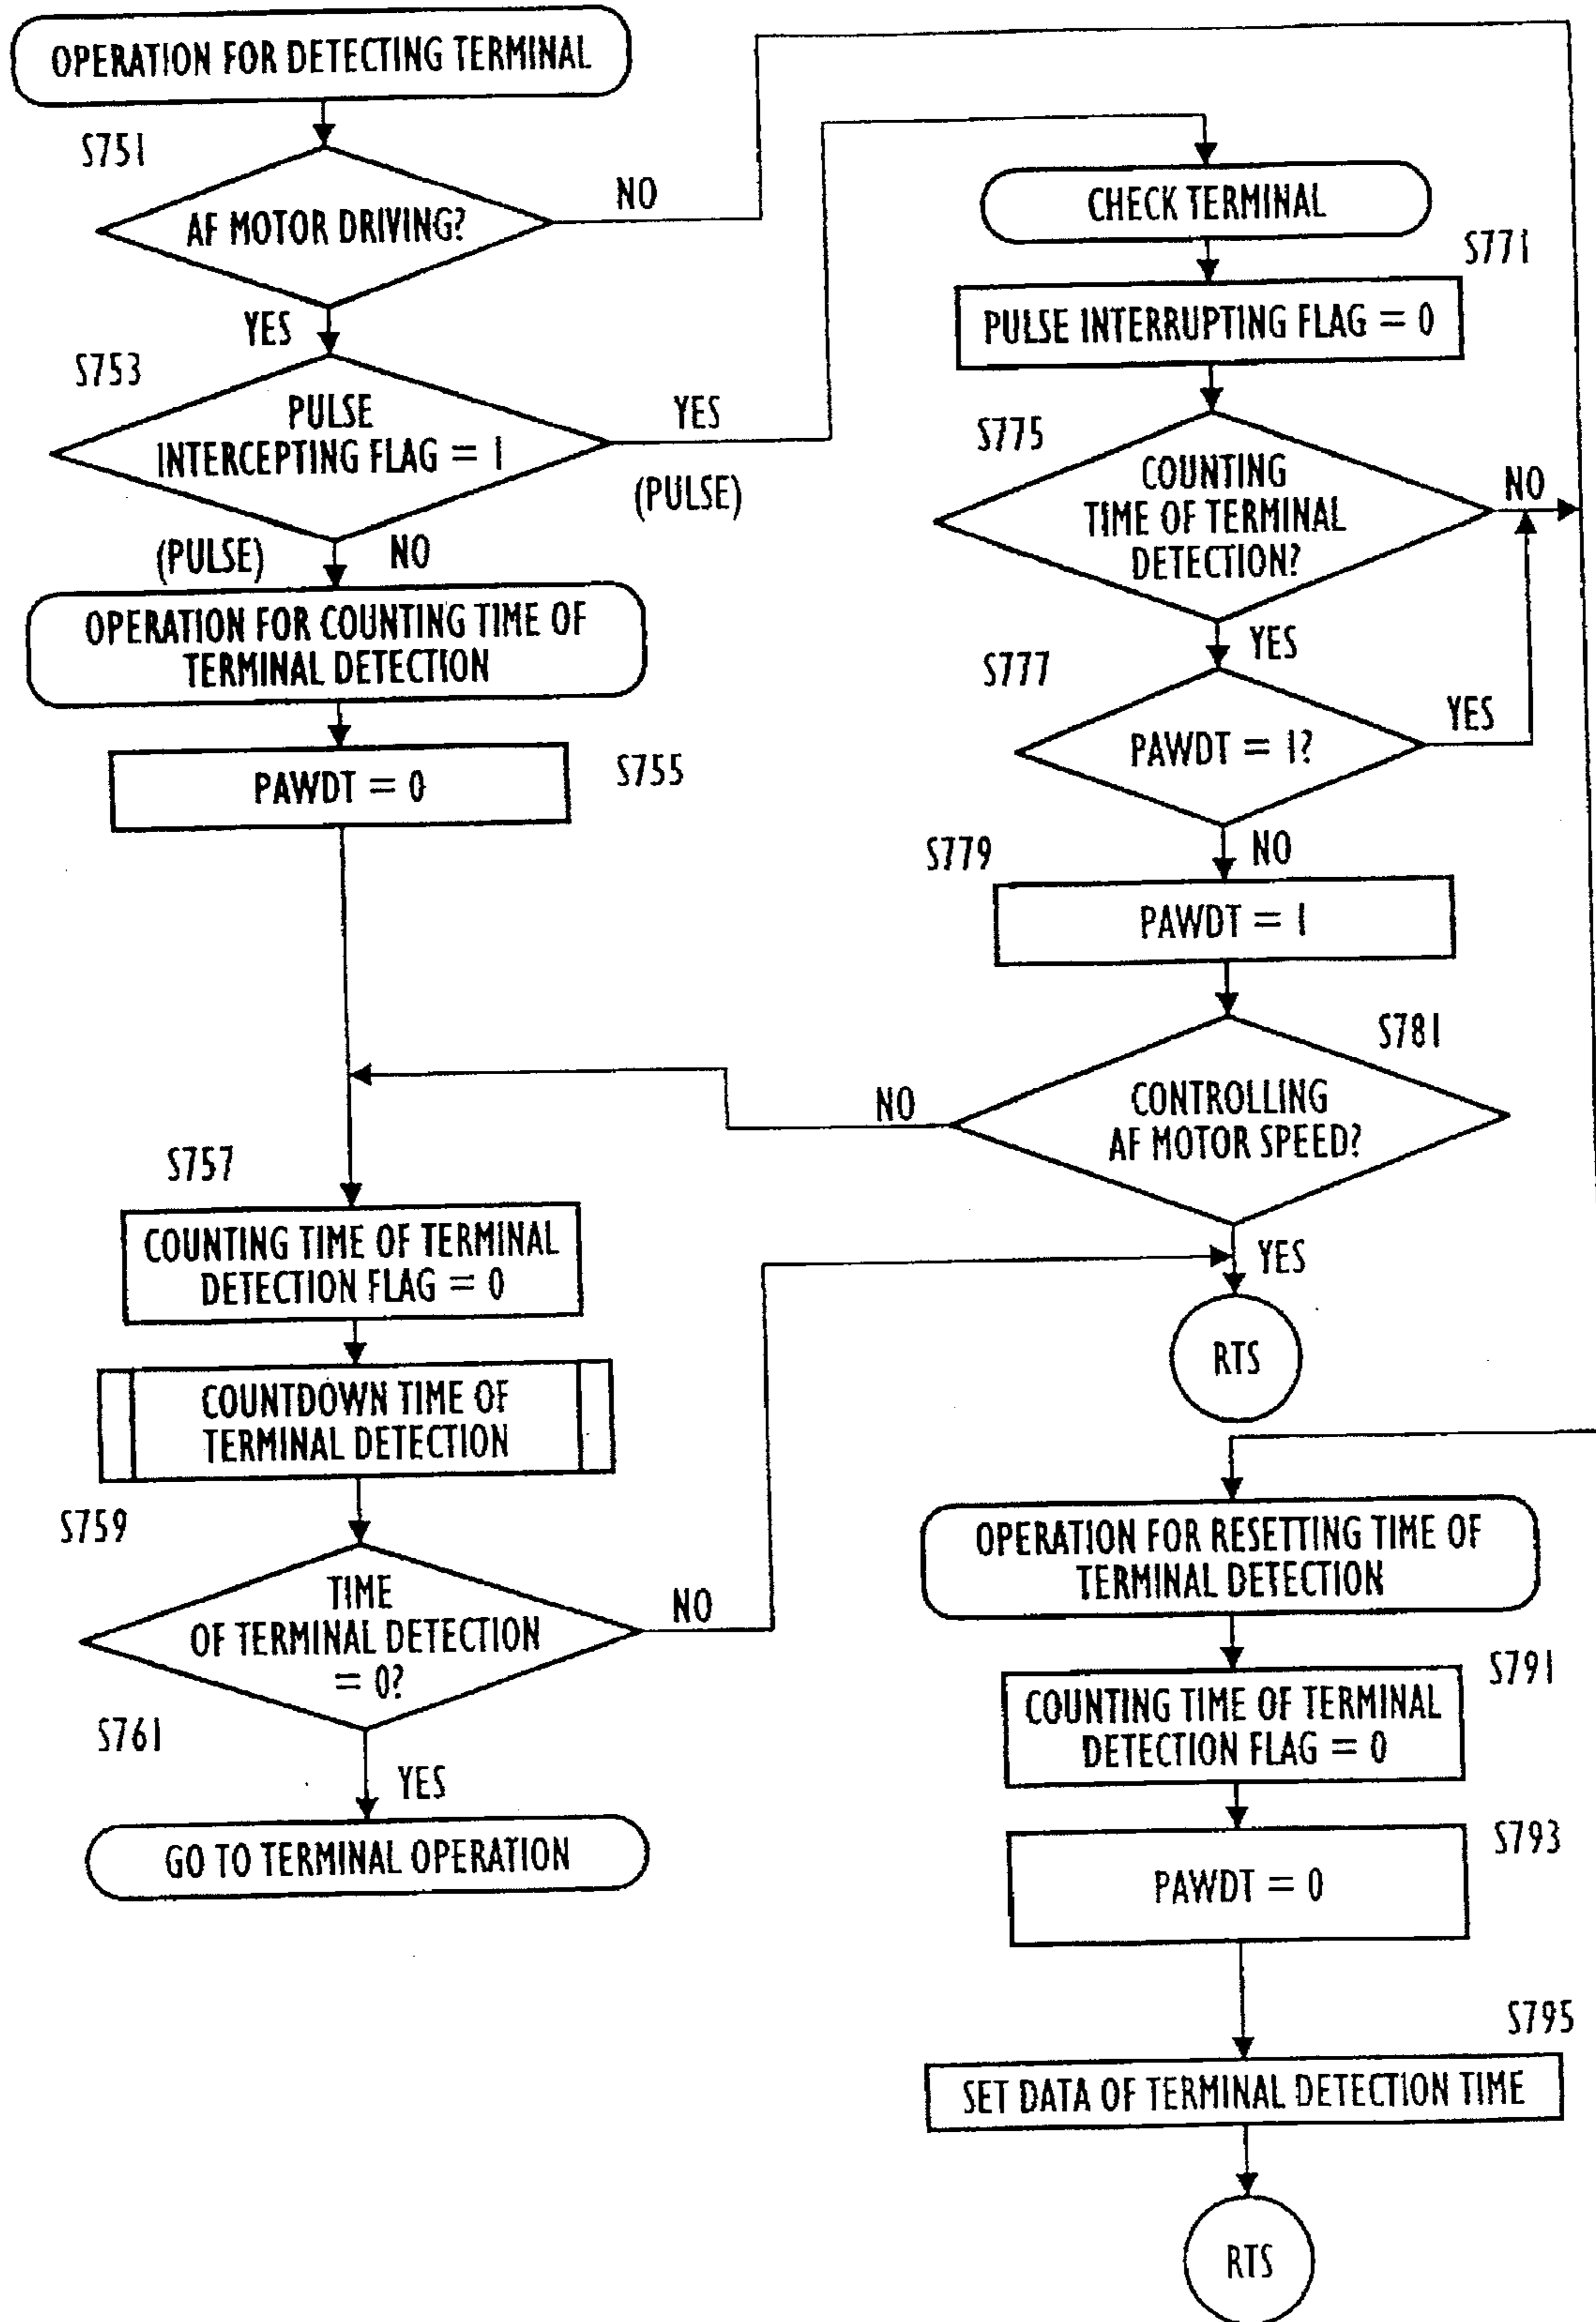 OPERATION FOR DETECTING TERMINAL
S751
AF MOTOR DRIVING?
NO
YES
S753
PULSE
INTERCEPTING FLAG = 1
YES
(PULSE)
(PULSE)
NO
OPERATION FOR COUNTING TIME OF
TERMINAL DETECTION
PAWDT = 0
S755
S757
COUNTING TIME OF TERMINAL
DETECTION FLAG = 0
COUNTDOWN TIME OF
TERMINAL DETECTION
S759
TIME
OF TERMINAL DETECTION
= 0?
NO
S761
YES
GO TO TERMINAL OPERATION
CHECK TERMINAL
S771
PULSE INTERRUPTING FLAG = 0
S775
COUNTING
TIME OF TERMINAL
DETECTION?
NO
YES
S777
PAWDT = 1?
YES
NO
S779
PAWDT = 1
S781
CONTROLLING
AF MOTOR SPEED?
NO
YES
RTS
OPERATION FOR RESETTING TIME OF
TERMINAL DETECTION
S791
COUNTING TIME OF TERMINAL
DETECTION FLAG = 0
S793
PAWDT = 0
S795
SET DATA OF TERMINAL DETECTION TIME
RTS